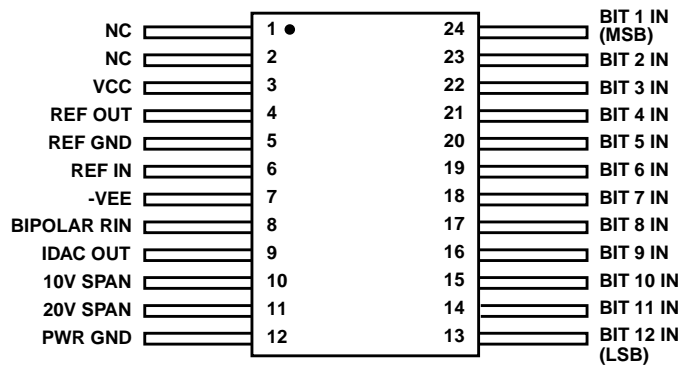 NC 1 24 BIT 1 IN
(MSB)
NC 2 23 BIT 2 IN
VCC 3 22 BIT 3 IN
REF OUT 4 21 BIT 4 IN
REF GND 5 20 BIT 5 IN
REF IN 6 19 BIT 6 IN
-VEE 7 18 BIT 7 IN
BIPOLAR RIN 8 17 BIT 8 IN
IDAC OUT 9 16 BIT 9 IN
10V SPAN 10 15 BIT 10 IN
20V SPAN 11 14 BIT 11 IN
PWR GND 12 13 BIT 12 IN
(LSB)